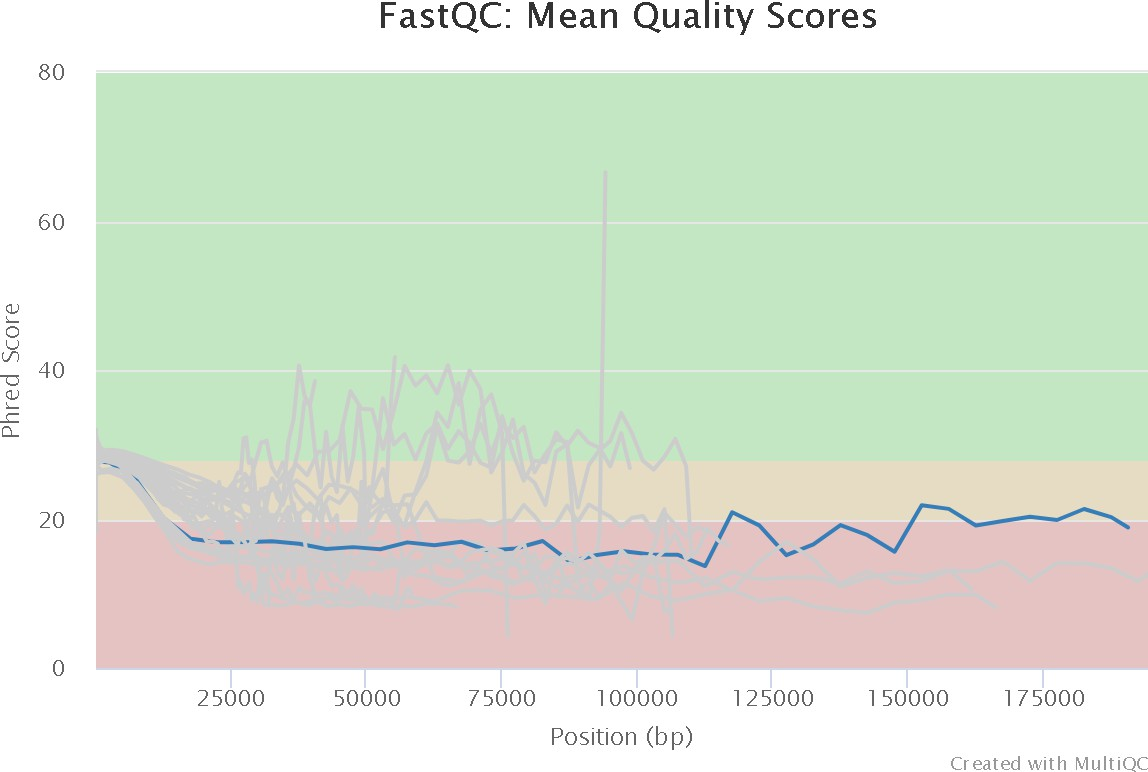 FastQC: Mean Quality Scores
80
60
40
20
0
Phred Score
25000 50000 75000 100000 125000 150000 175000
Position (bp)
Created with MultiQC